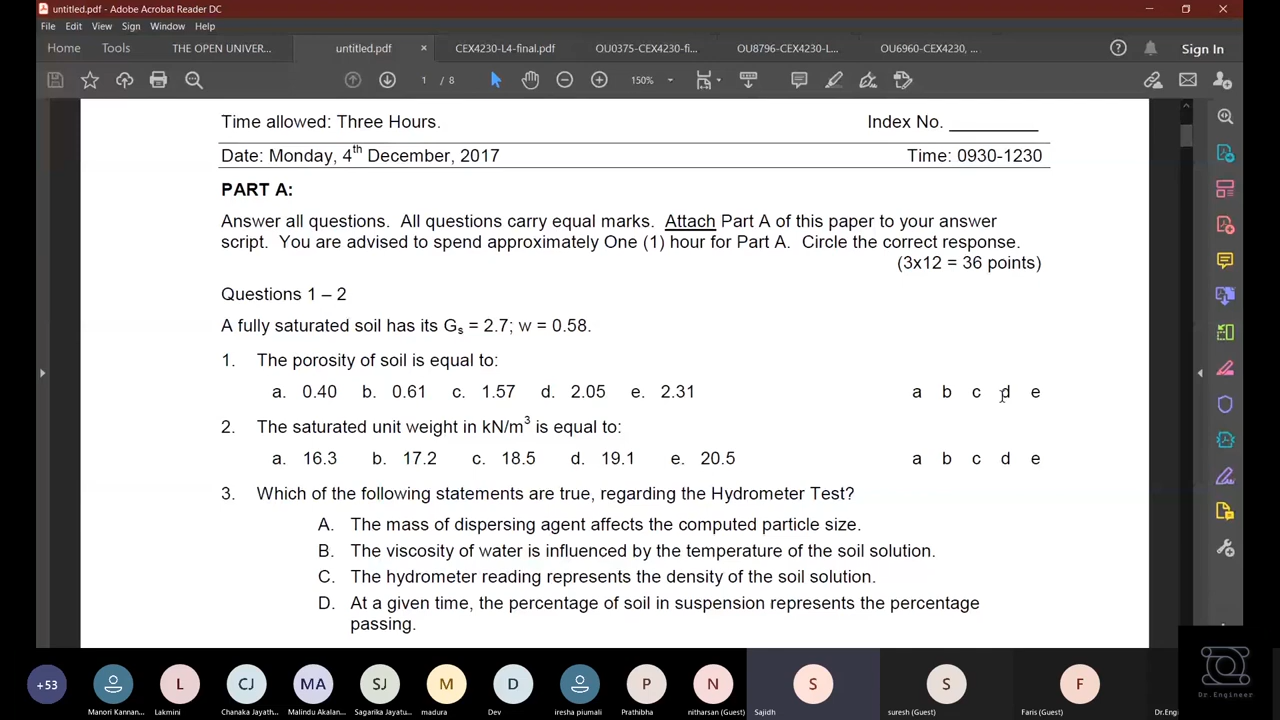 untitled.pdf - Adobe Acrobat Reader DC
File Edit View Sign Window Help
Home Tools THE OPEN UNIVER... untitled.pdf × CEX4230-L4-final.pdf OU0375-CEX4230-fi... OU8796-CEX4230-L... OU6960-CEX4230, ... Sign In
1 / 8 150%
Time allowed: Three Hours. Index No. _________
Date: Monday, 4th December, 2017 Time: 0930-1230
PART A:
Answer all questions. All questions carry equal marks. Attach Part A of this paper to your answer
script. You are advised to spend approximately One (1) hour for Part A. Circle the correct response.
(3x12 = 36 points)
Questions 1 – 2
A fully saturated soil has its Gs = 2.7; w = 0.58.
1. The porosity of soil is equal to:
a. 0.40 b. 0.61 c. 1.57 d. 2.05 e. 2.31 a b c d e
2. The saturated unit weight in kN/m3 is equal to:
a. 16.3 b. 17.2 c. 18.5 d. 19.1 e. 20.5 a b c d e
3. Which of the following statements are true, regarding the Hydrometer Test?
A. The mass of dispersing agent affects the computed particle size.
B. The viscosity of water is influenced by the temperature of the soil solution.
C. The hydrometer reading represents the density of the soil solution.
D. At a given time, the percentage of soil in suspension represents the percentage
passing.
+53 L CJ MA SJ M D P N S S F
Manori Kannan... Lakmini Chanaka Jayath... Malindu Akalan... Sagarika Jayatu... madura Dev iresha piumali Prathibha nitharsan (Guest) Sajidh suresh (Guest) Faris (Guest) Dr.Eng
Dr.Engineer